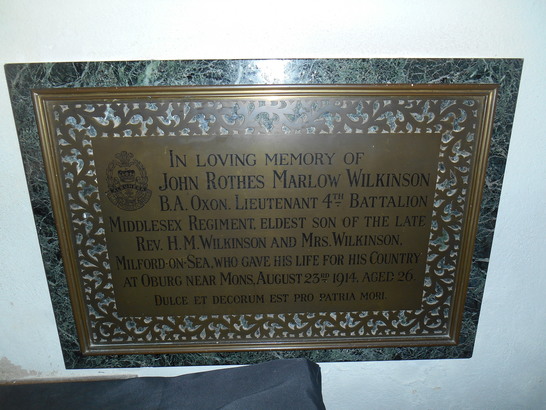 IN LOVING MEMORY OF
JOHN ROTHES MARLOW WILKINSON
B.A. OXON. LIEUTENANT 4TH BATTALION
MIDDLESEX REGIMENT, ELDEST SON OF THE LATE
REV. H.M. WILKINSON AND MRS. WILKINSON,
MILFORD-ON-SEA, WHO GAVE HIS LIFE FOR HIS COUNTRY
AT OBURG NEAR MONS, AUGUST 23RD 1914, AGED 26.
DULCE ET DECORUM EST PRO PATRIA MORI.